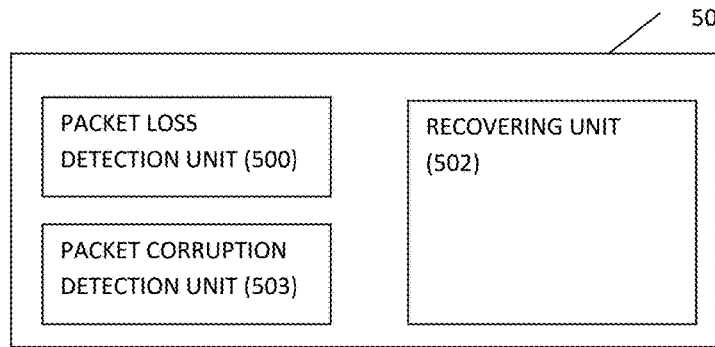 50
PACKET LOSS
DETECTION UNIT (500)
RECOVERING UNIT
(502)
PACKET CORRUPTION
DETECTION UNIT (503)